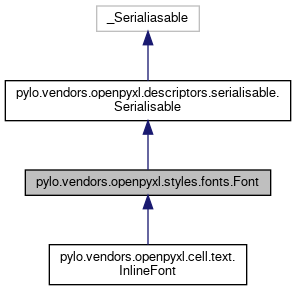 _Serialiasable
pylo.vendors.openpyxl.descriptors.serialisable.
Serialisable
pylo.vendors.openpyxl.styles.fonts.Font
pylo.vendors.openpyxl.cell.text.
InlineFont